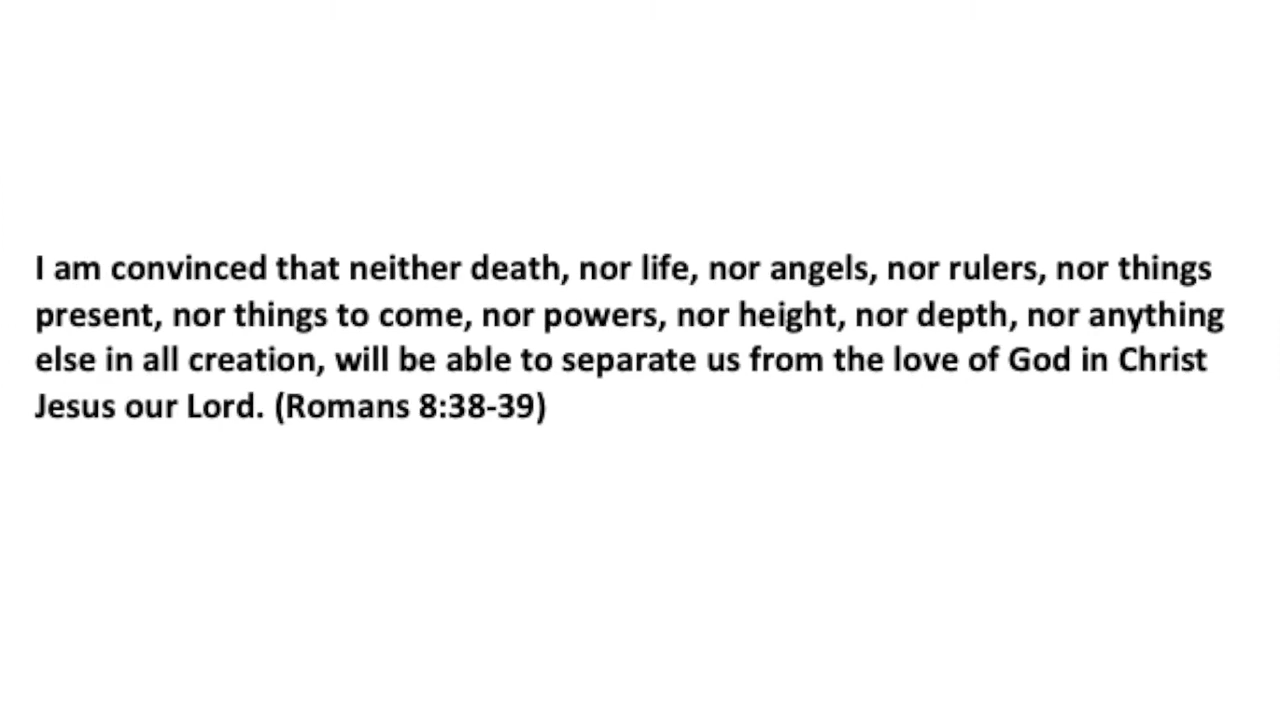 I am convinced that neither death, nor life, nor angels, nor rulers, nor things
present, nor things to come, nor powers, nor height, nor depth, nor anything
else in all creation, will be able to separate us from the love of God in Christ
Jesus our Lord. (Romans 8:38-39)